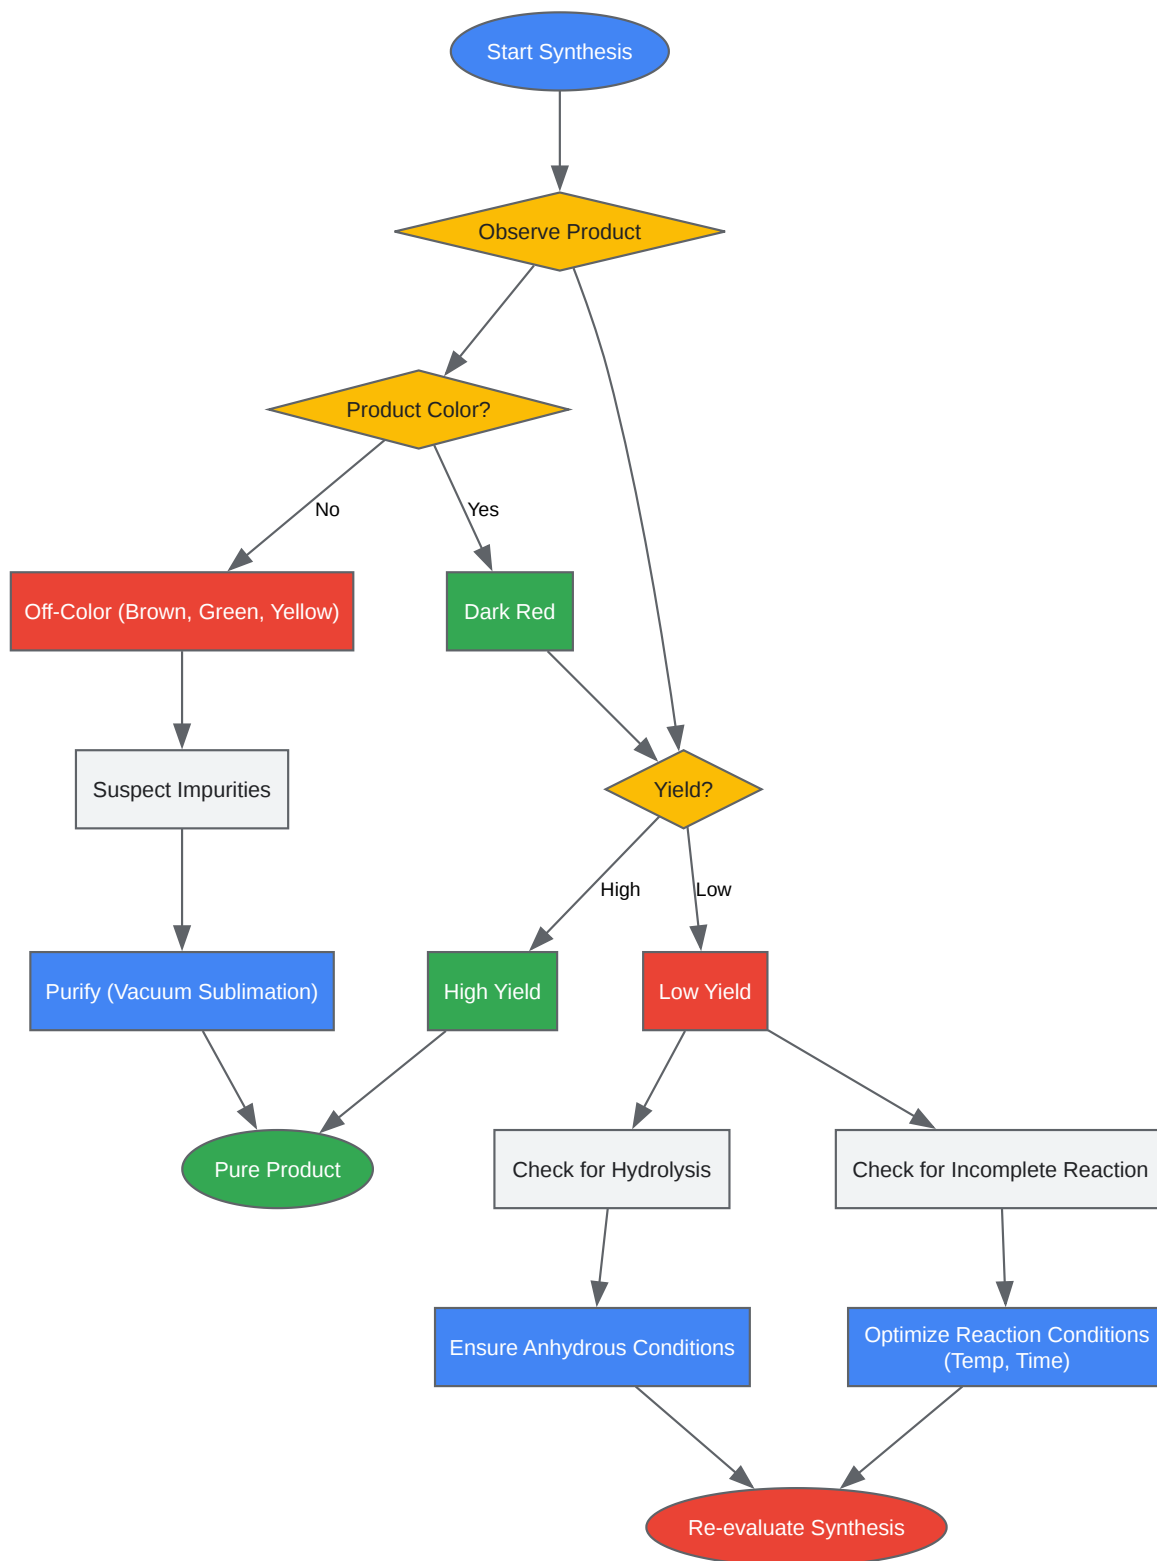 Start Synthesis
Observe Product
Product Color?
No
Yes
Off-Color (Brown, Green, Yellow)
Dark Red
Suspect Impurities
Yield?
High
Low
Purify (Vacuum Sublimation)
High Yield
Low Yield
Pure Product
Check for Hydrolysis
Check for Incomplete Reaction
Ensure Anhydrous Conditions
Optimize Reaction Conditions
(Temp, Time)
Re-evaluate Synthesis